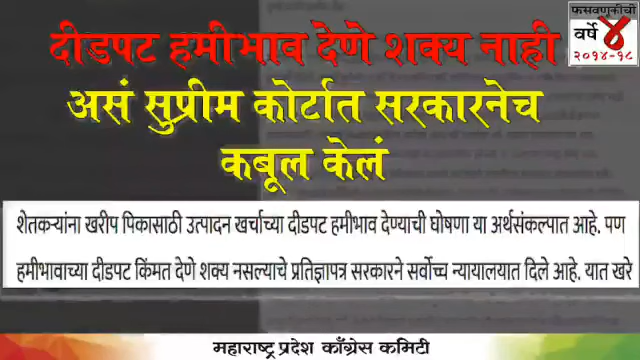 फसवणुकीची
वर्षे ४
२०१४-१८
दीडपट हमीभाव देणे शक्य नाही
असं सुप्रीम कोर्टात सरकारनेच
कबूल केलं
शेतकऱ्यांना खरीप पिकासाठी उत्पादन खर्चाच्या दीडपट हमीभाव देण्याची घोषणा या अर्थसंकल्पात आहे. पण
हमीभावाच्या दीडपट किंमत देणे शक्य नसल्याचे प्रतिज्ञापत्र सरकारने सर्वोच्च न्यायालयात दिले आहे. यात खरे
महाराष्ट्र प्रदेश काँग्रेस कमिटी